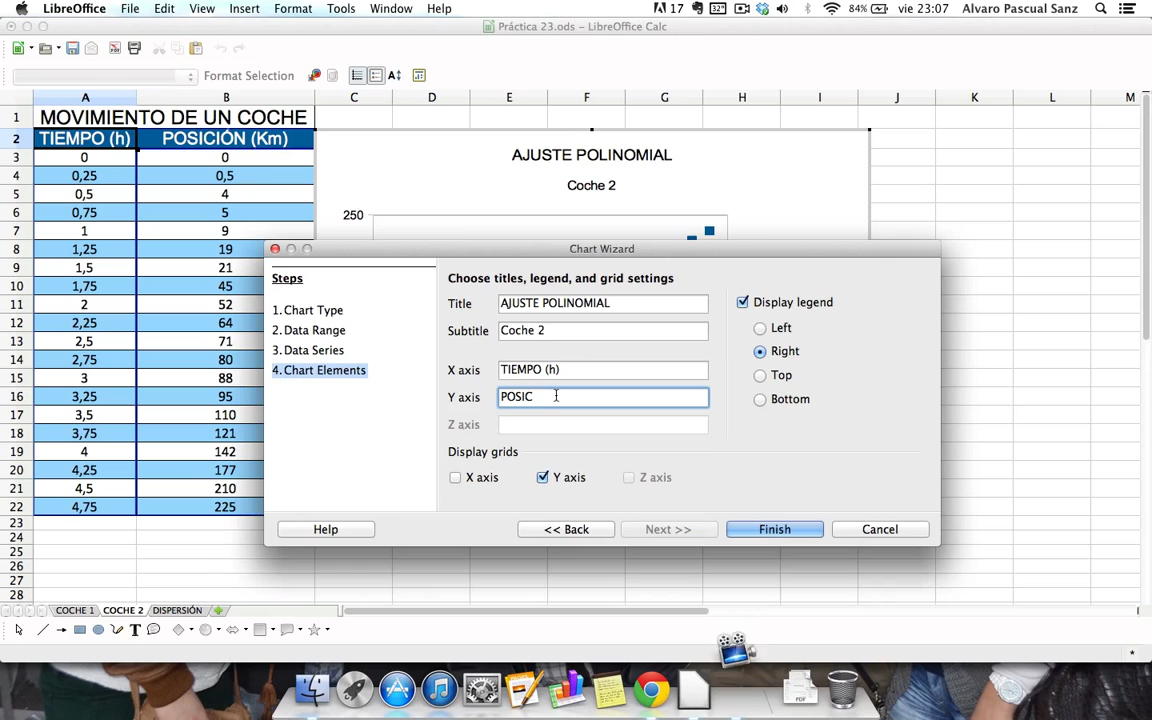 LibreOffice File Edit View Insert Format Tools Window Help 17 32° 84% vie 23:07 Alvaro Pascual Sanz
Práctica 23.ods – LibreOffice Calc
Format Selection
A B C D E F G H I J K L M
1 MOVIMIENTO DE UN COCHE
2 TIEMPO (h) POSICIÓN (Km)
3 0 0
4 0,25 0,5
5 0,5 4
6 0,75 5
7 1 9
8 1,25 19
9 1,5 21
10 1,75 45
11 2 52
12 2,25 64
13 2,5 71
14 2,75 80
15 3 88
16 3,25 95
17 3,5 110
18 3,75 121
19 4 142
20 4,25 177
21 4,5 210
22 4,75 225
23
24
25
26
27
28
AJUSTE POLINOMIAL
Coche 2
250
Chart Wizard
Steps
1. Chart Type
2. Data Range
3. Data Series
4. Chart Elements
Choose titles, legend, and grid settings
Title AJUSTE POLINOMIAL
Subtitle Coche 2
X axis TIEMPO (h)
Y axis POSIC
Z axis
Display legend
Left
Right
Top
Bottom
Display grids
X axis Y axis Z axis
Help << Back Next >> Finish Cancel
COCHE 1 COCHE 2 DISPERSIÓN